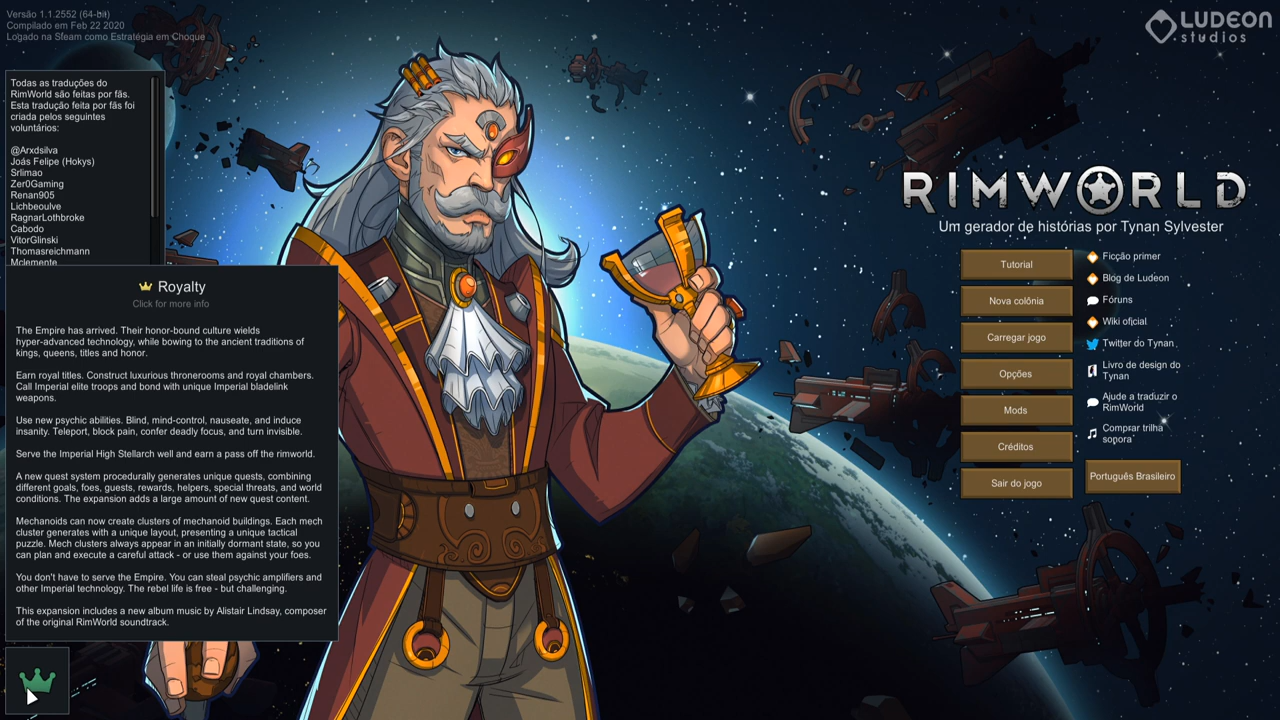 Versão 1.1.2552 (64-bit)
Compilado em Feb 22 2020
Logado na Steam como Estratégia em Choque
LUDEON
studios
Todas as traduções do
RimWorld são feitas por fãs.
Esta tradução feita por fãs foi
criada pelos seguintes
voluntários:
@Arxdsilva
Joás Felipe (Hokys)
Srlimao
Zer0Gaming
Renan905
Lichbeoulve
RagnarLothbroke
Cabodo
VitorGlinski
Thomasreichmann
Mclemente
Royalty
Click for more info
The Empire has arrived. Their honor-bound culture wields
hyper-advanced technology, while bowing to the ancient traditions of
kings, queens, titles and honor.
Earn royal titles. Construct luxurious thronerooms and royal chambers.
Call Imperial elite troops and bond with unique Imperial bladelink
weapons.
Use new psychic abilities. Blind, mind-control, nauseate, and induce
insanity. Teleport, block pain, confer deadly focus, and turn invisible.
Serve the Imperial High Stellarch well and earn a pass off the rimworld.
A new quest system procedurally generates unique quests, combining
different goals, foes, guests, rewards, helpers, special threats, and world
conditions. The expansion adds a large amount of new quest content.
Mechanoids can now create clusters of mechanoid buildings. Each mech
cluster generates with a unique layout, presenting a unique tactical
puzzle. Mech clusters always appear in an initially dormant state, so you
can plan and execute a careful attack - or use them against your foes.
You don't have to serve the Empire. You can steal psychic amplifiers and
other Imperial technology. The rebel life is free - but challenging.
This expansion includes a new album music by Alistair Lindsay, composer
of the original RimWorld soundtrack.
RIMWORLD
Um gerador de histórias por Tynan Sylvester
Tutorial
Nova colônia
Carregar jogo
Opções
Mods
Créditos
Sair do jogo
Ficção primer
Blog de Ludeon
Fóruns
Wiki oficial
Twitter do Tynan
Livro de design do
Tynan
Ajude a traduzir o
RimWorld
Comprar trilha
sonora
Português Brasileiro